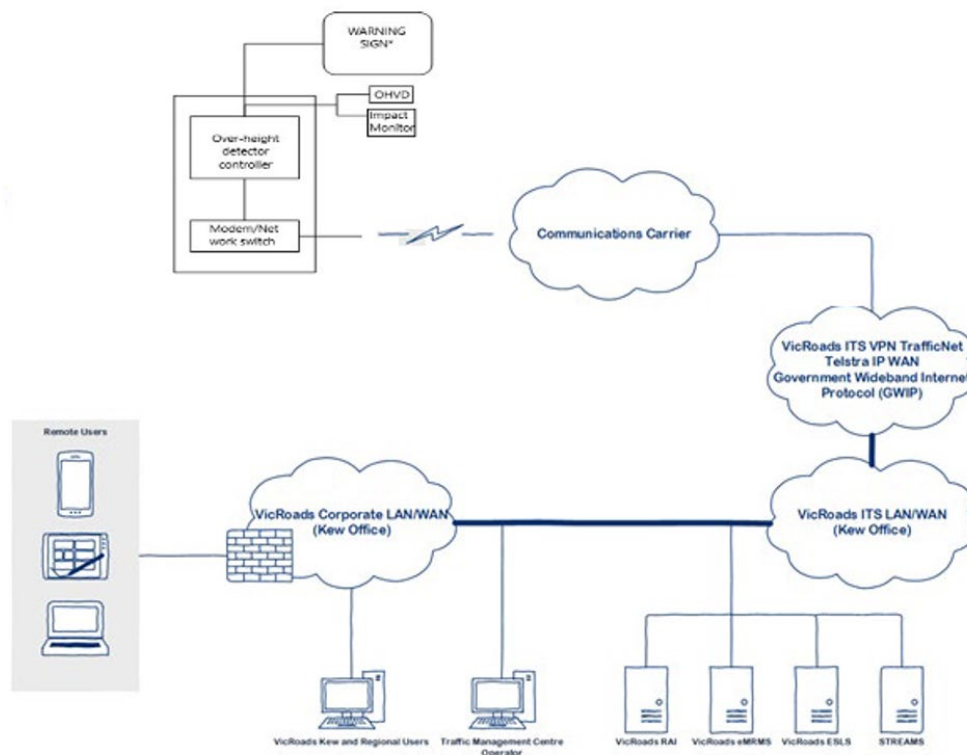 WARNING
SIGN*
OHVD
Impact
Monitor
Over-height
detector
controller
Modem/Net
work switch
Communications Carrier
VicRoads ITS VPN TrafficNet
Telstra IP WAN
Government Wideband Internet
Protocol (GWIP)
Remote Users
VicRoads Corporate LAN/WAN
(Kew Office)
VicRoads ITS LAN/WAN
(Kew Office)
VicRoads Kew and Regional Users
Traffic Management Centre
Operator
VicRoads RAI
VicRoads eMRMS
VicRoads ESLS
STREAMS